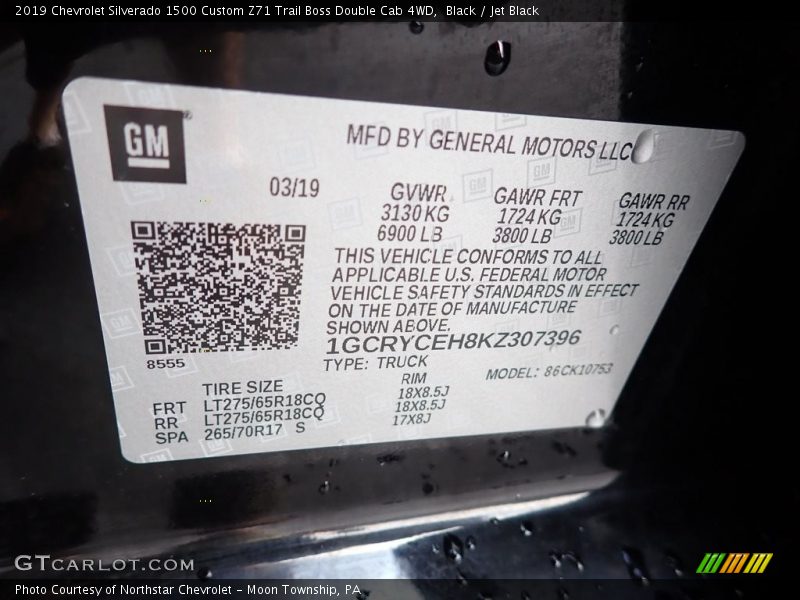 2019 Chevrolet Silverado 1500 Custom Z71 Trail Boss Double Cab 4WD,  Black / Jet Black
GM
MFD BY GENERAL MOTORS LLC
03/19
GVWR GAWR FRT GAWR RR
3130 KG 1724 KG 1724 KG
6900 LB 3800 LB 3800 LB
THIS VEHICLE CONFORMS TO ALL
APPLICABLE U.S. FEDERAL MOTOR
VEHICLE SAFETY STANDARDS IN EFFECT
ON THE DATE OF MANUFACTURE
SHOWN ABOVE.
1GCRYCEH8KZ307396
8555
TYPE: TRUCK MODEL: 86CK10753
TIRE SIZE RIM
FRT LT275/65R18CQ 18X8.5J
RR LT275/65R18CQ 18X8.5J
SPA 265/70R17 S 17X8J
GTCARLOT.COM
Photo Courtesy of Northstar Chevrolet - Moon Township, PA